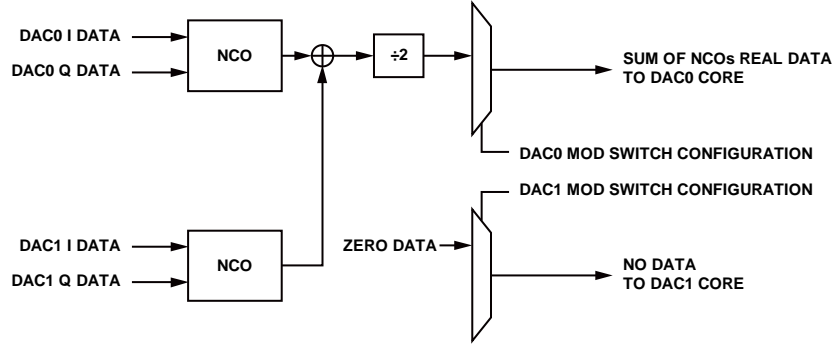 DAC0 I DATA
DAC0 Q DATA
NCO
÷2
SUM OF NCOs REAL DATA
TO DAC0 CORE
DAC0 MOD SWITCH CONFIGURATION
DAC1 MOD SWITCH CONFIGURATION
DAC1 I DATA
DAC1 Q DATA
NCO
ZERO DATA
NO DATA
TO DAC1 CORE